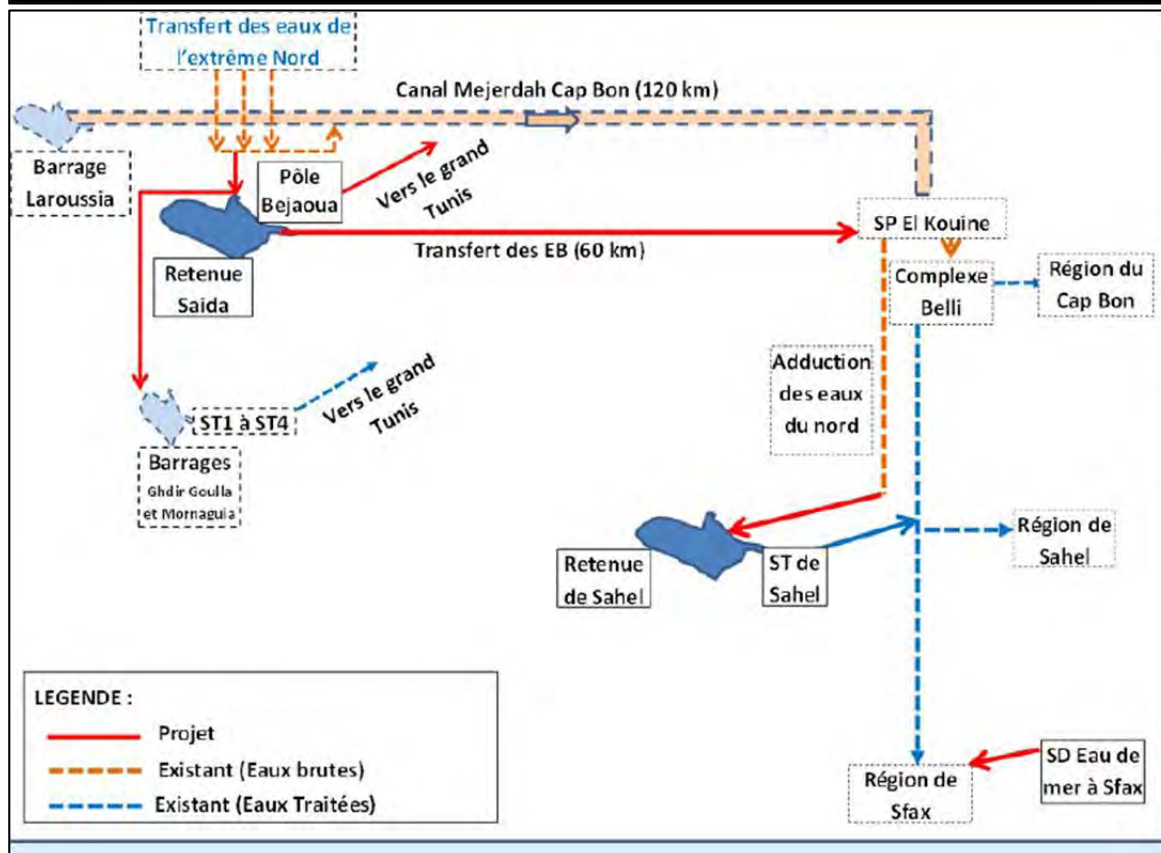 Transfert des eaux de
l'extrême Nord
Canal Mejerdah Cap Bon (120 km)
Barrage
Laroussia
Pôle
Bejaoua
Vers le grand
Tunis
SP El Kouine
Transfert des EB (60 km)
Retenue
Saida
Complexe
Belli
Région du
Cap Bon
Adduction
des eaux
du nord
Vers le grand
Tunis
ST1 à ST4
Barrages
Ghdir Goulla
et Mornaguia
Retenue
de Sahel
ST de
Sahel
Région de
Sahel
LEGENDE :
Projet
Existant (Eaux brutes)
Existant (Eaux Traitées)
Région de
Sfax
SD Eau de
mer à Sfax